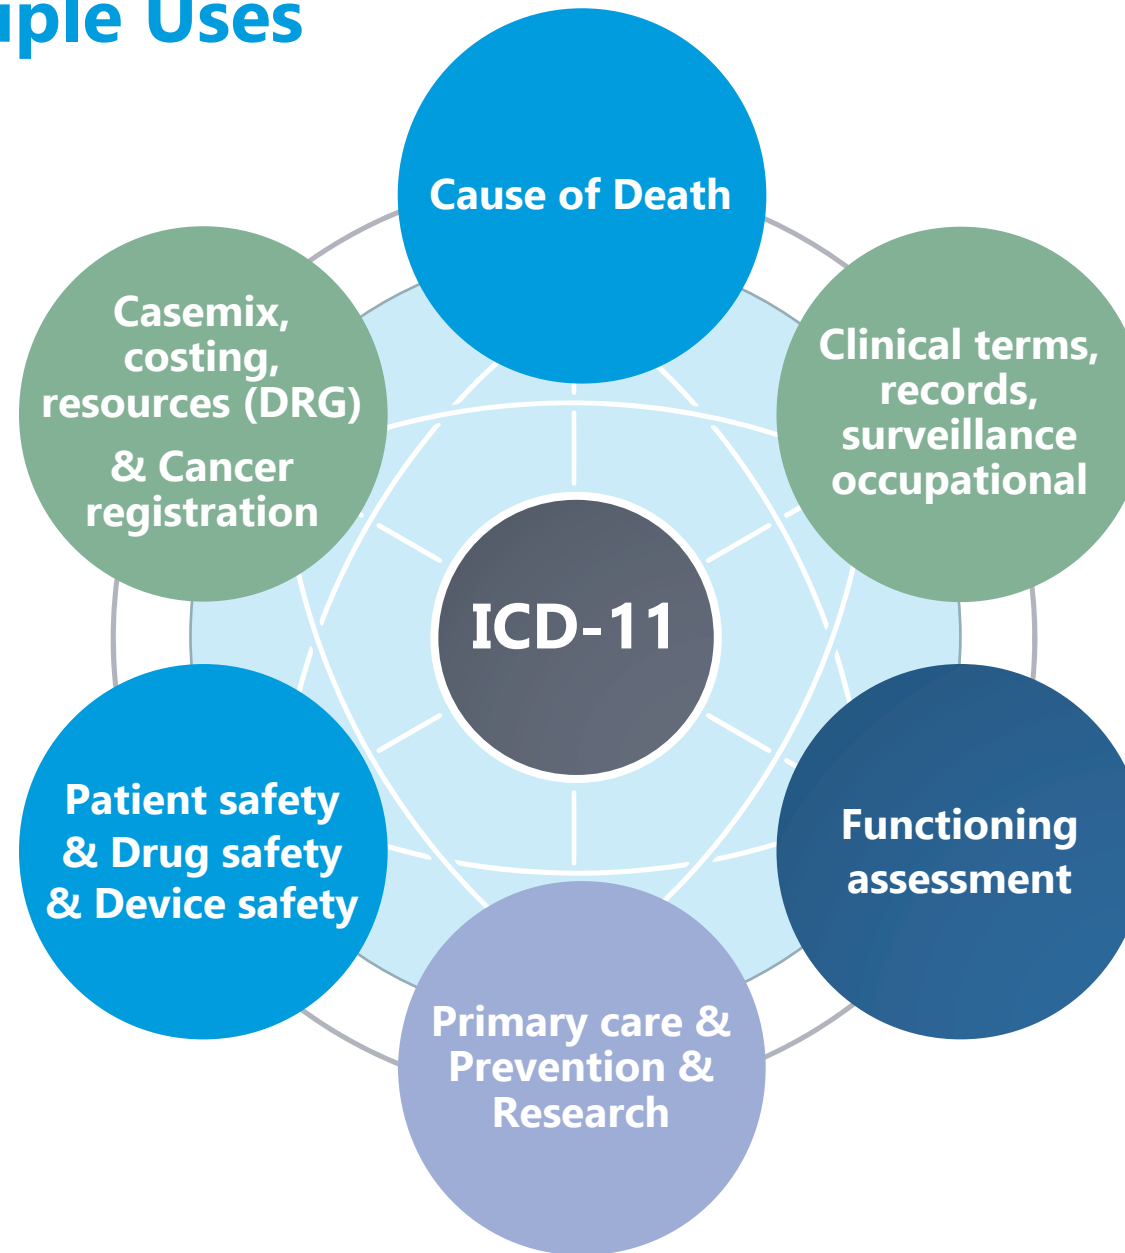 uple Uses
Cause of Death
Casemix,
costing,
resources (DRG)
& Cancer
registration
Clinical terms,
records,
surveillance
occupational
ICD-11
Patient safety
& Drug safety
& Device safety
Functioning
assessment
Primary care &
Prevention &
Research